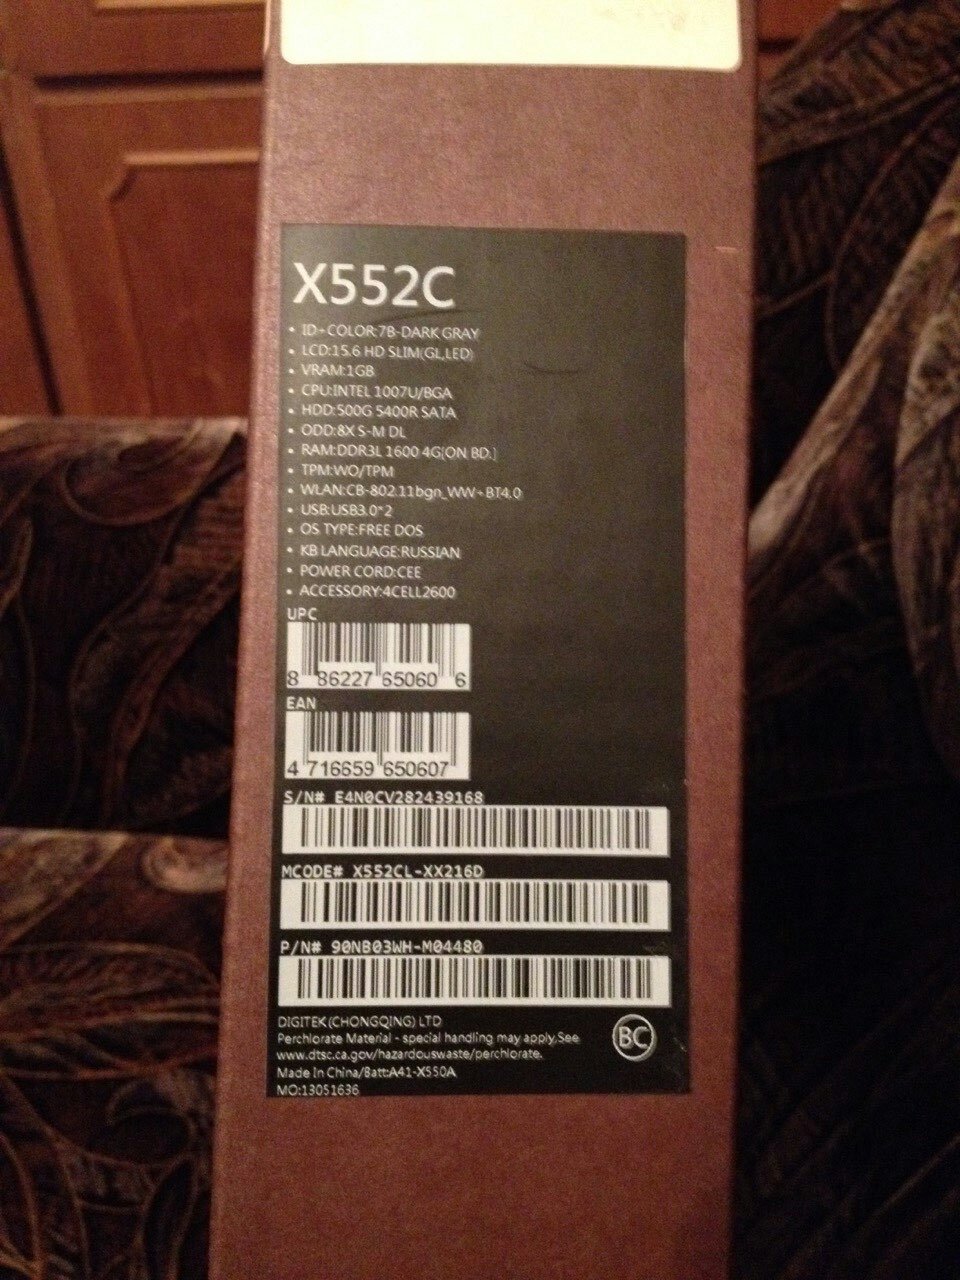 X552C
• ID+COLOR:7B-DARK GRAY
• LCD:15.6 HD SLIM(GL,LED)
• VRAM:1GB
• CPU:INTEL 1007U/BGA
• HDD:500G 5400R SATA
• ODD:8X S-M DL
• RAM:DDR3L 1600 4G[ON BD.]
• TPM:WO/TPM
• WLAN:CB-802.11bgn_WW+BT4.0
• USB:USB3.0*2
• OS TYPE:FREE DOS
• KB LANGUAGE:RUSSIAN
• POWER CORD:CEE
• ACCESSORY:4CELL2600
UPC
8 86227 65060 6
EAN
4 716659 650607
S/N# E4N0CV282439168
MCODE# X552CL-XX216D
P/N# 90NB03WH-M04480
DIGITEK(CHONGQING) LTD
Perchlorate Material - special handling may apply.See
www.dtsc.ca.gov/hazardouswaste/perchlorate.
Made In China/Batt:A41-X550A
MO:13051636
BC